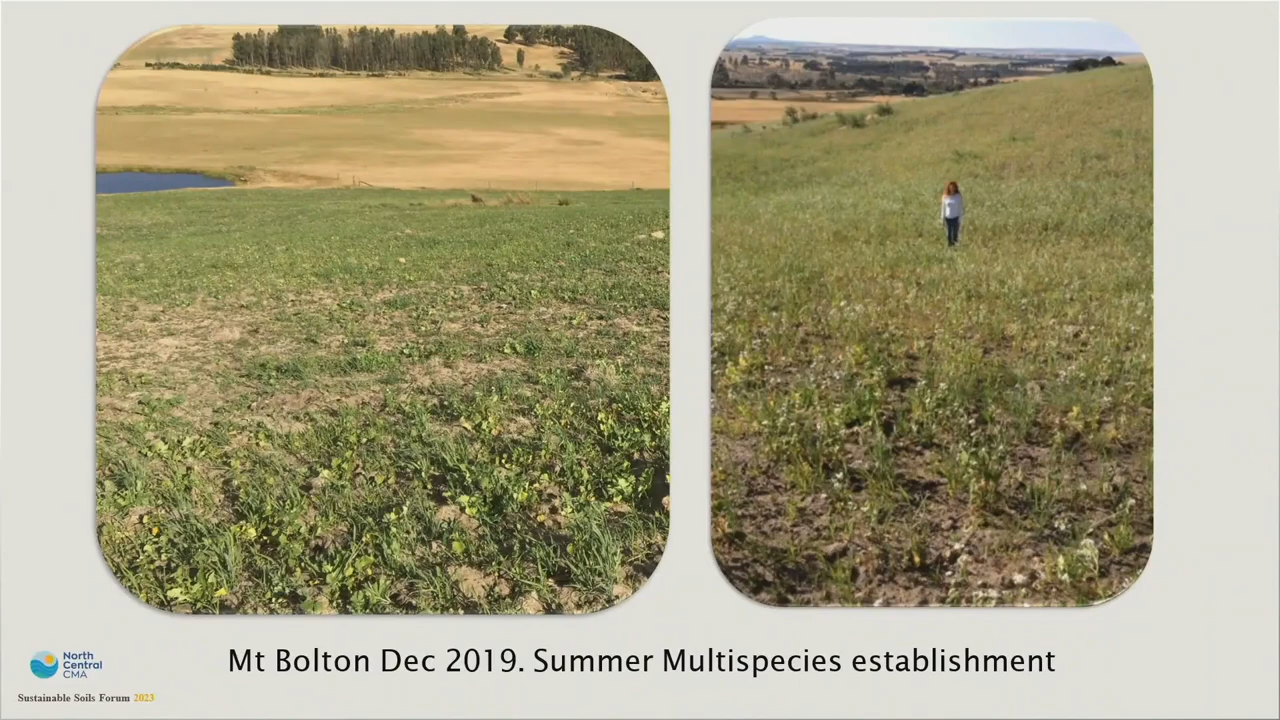 Mt Bolton Dec 2019. Summer Multispecies establishment
North
Central
CMA
Sustainable Soils Forum 2023